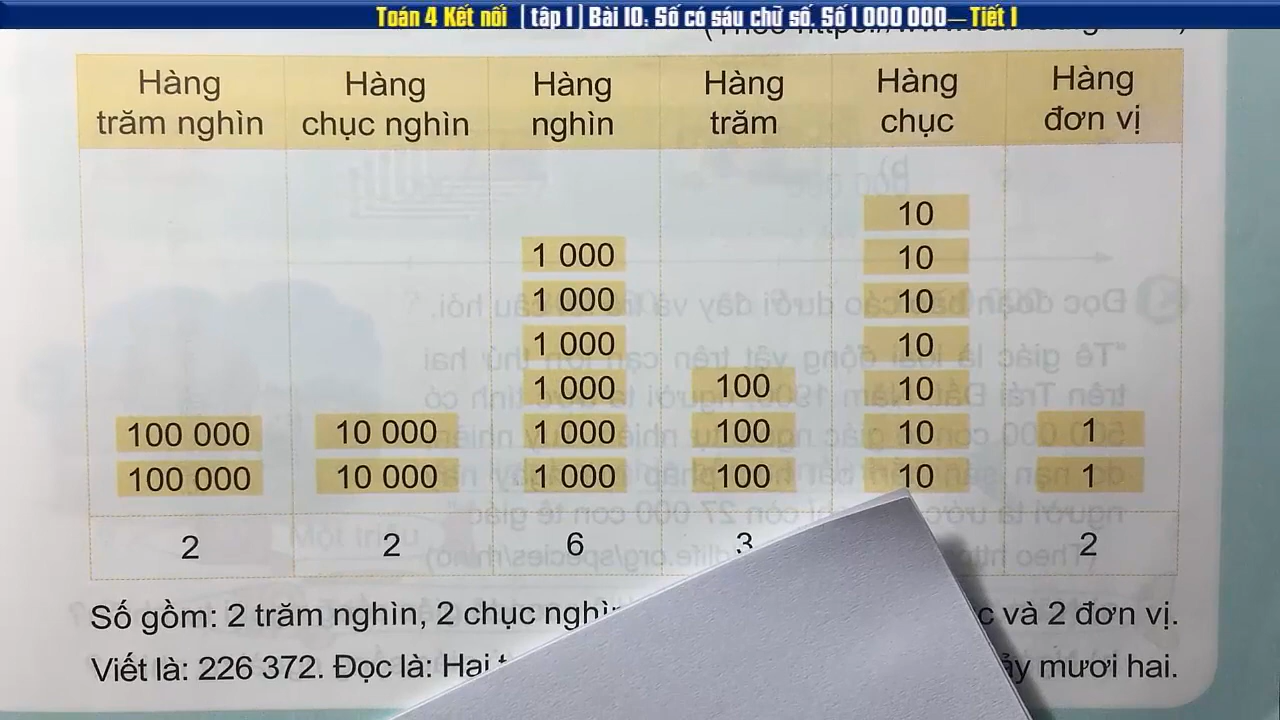 Toán 4 Kết nối [ tập 1 ] Bài 10: Số có sáu chữ số. Số 1 000 000—Tiết 1
Hàng trăm nghìn Hàng chục nghìn Hàng nghìn Hàng trăm Hàng chục Hàng đơn vị
10
1 000 10
1 000 10
1 000 10
1 000 100 10
100 000 10 000 1 000 100 10 1
100 000 10 000 1 000 100 10 1
2 2 6 3 2
Số gồm: 2 trăm nghìn, 2 chục và 2 đơn vị.
Viết là: 226 372. Đọc là: Hai mươi hai.